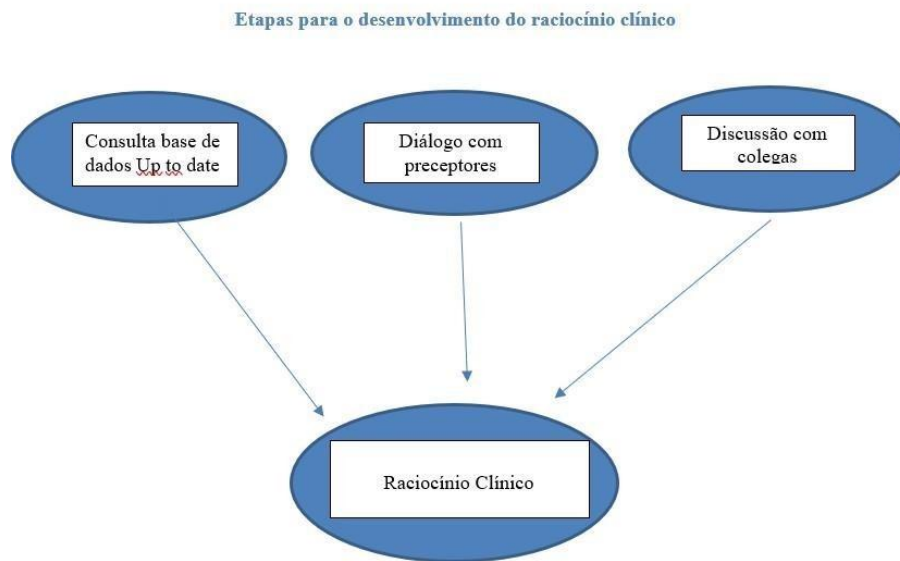 Etapas para o desenvolvimento do raciocínio clínico
Consulta base de
dados Up to date
Diálogo com
preceptores
Discussão com
colegas
Raciocínio Clínico